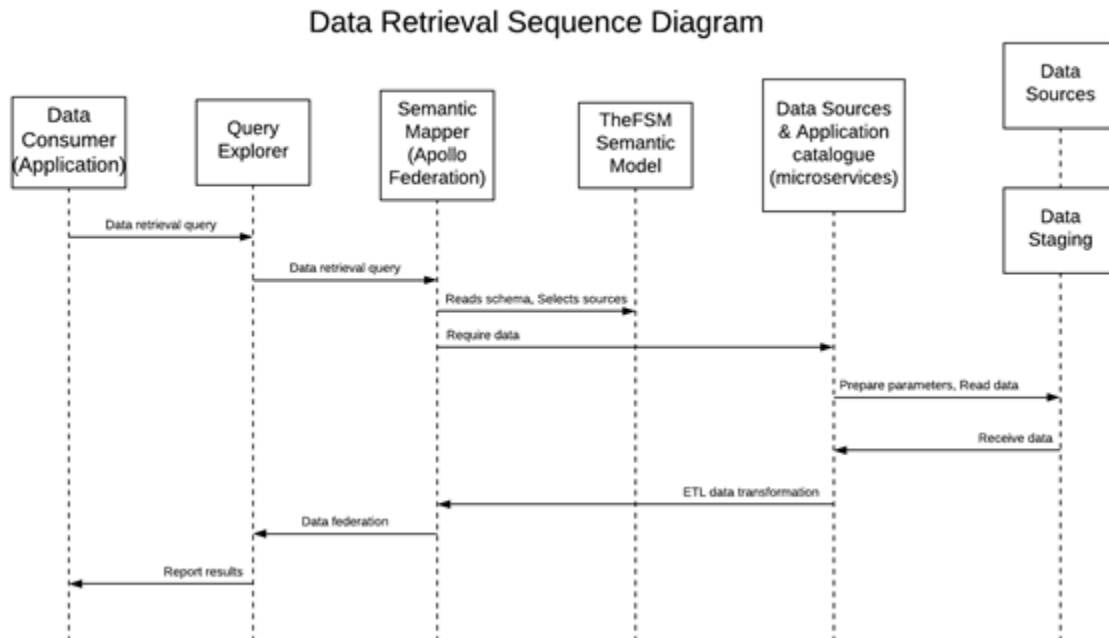 Data Retrieval Sequence Diagram
Data
Sources
Data
Consumer
(Application)
Query
Explorer
Semantic
Mapper
(Apollo
Federation)
TheFSM
Semantic
Model
Data Sources
& Application
catalogue
(microservices)
Data
Staging
Data retrieval query
Data retrieval query
Reads schema, Selects sources
Require data
Prepare parameters, Read data
Receive data
ETL data transformation
Data federation
Report results